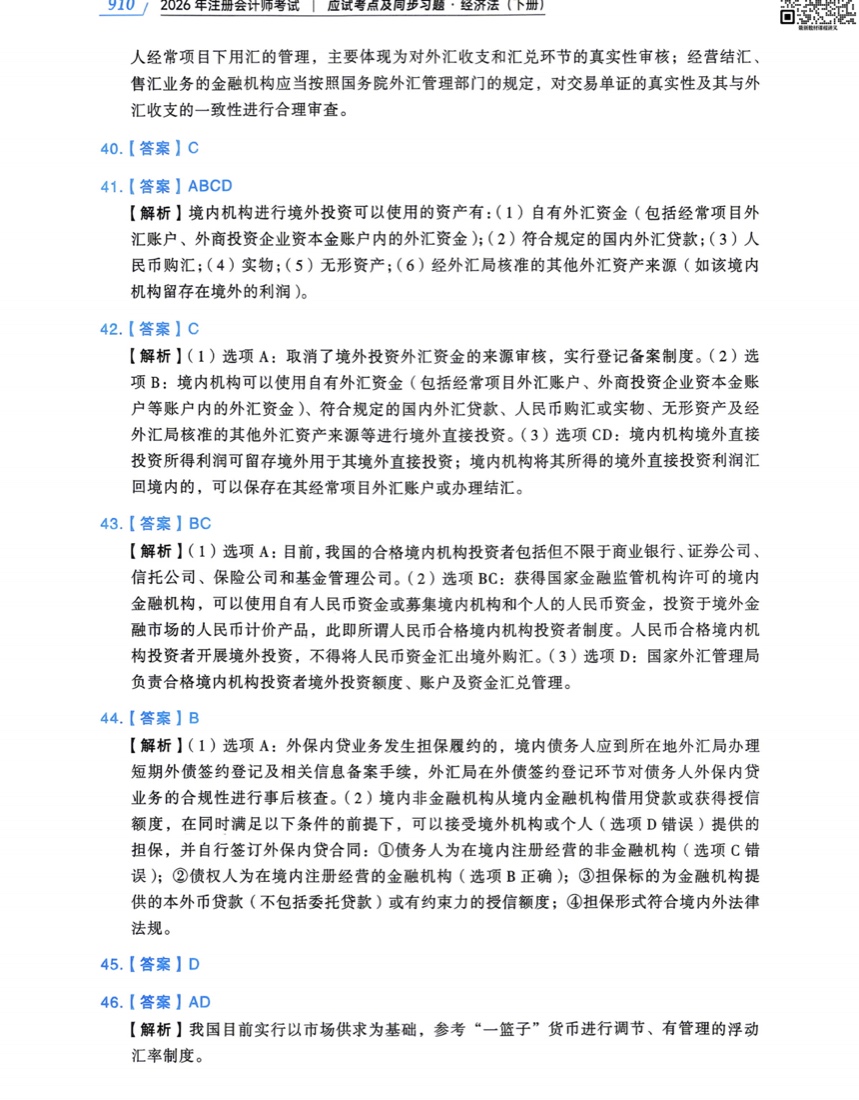 910 2026 年注册会计师考试 | 应试考点及同步习题·经济法（下册）
人经常项目下用汇的管理，主要体现为对外汇收支和汇兑环节的真实性审核；经营结汇、
售汇业务的金融机构应当按照国务院外汇管理部门的规定，对交易单证的真实性及其与外
汇收支的一致性进行合理审查。
40.【答案】C
41.【答案】ABCD
【解析】境内机构进行境外投资可以使用的资产有：（1）自有外汇资金（包括经常项目外
汇账户、外商投资企业资本金账户内的外汇资金）；（2）符合规定的国内外汇贷款；（3）人
民币购汇；（4）实物；（5）无形资产；（6）经外汇局核准的其他外汇资产来源（如该境内
机构留存在境外的利润）。
42.【答案】C
【解析】（1）选项 A：取消了境外投资外汇资金的来源审核，实行登记备案制度。（2）选
项 B：境内机构可以使用自有外汇资金（包括经常项目外汇账户、外商投资企业资本金账
户等账户内的外汇资金）、符合规定的国内外汇贷款、人民币购汇或实物、无形资产及经
外汇局核准的其他外汇资产来源等进行境外直接投资。（3）选项 CD：境内机构境外直接
投资所得利润可留存境外用于其境外直接投资；境内机构将其所得的境外直接投资利润汇
回境内的，可以保存在其经常项目外汇账户或办理结汇。
43.【答案】BC
【解析】（1）选项 A：目前，我国的合格境内机构投资者包括但不限于商业银行、证券公司、
信托公司、保险公司和基金管理公司。（2）选项 BC：获得国家金融监管机构许可的境内
金融机构，可以使用自有人民币资金或募集境内机构和个人的人民币资金，投资于境外金
融市场的人民币计价产品，此即所谓人民币合格境内机构投资者制度。人民币合格境内机
构投资者开展境外投资，不得将人民币资金汇出境外购汇。（3）选项 D：国家外汇管理局
负责合格境内机构投资者境外投资额度、账户及资金汇兑管理。
44.【答案】B
【解析】（1）选项 A：外保内贷业务发生担保履约的，境内债务人应到所在地外汇局办理
短期外债签约登记及相关信息备案手续，外汇局在外债签约登记环节对债务人外保内贷
业务的合规性进行事后核查。（2）境内非金融机构从境内金融机构借用贷款或获得授信
额度，在同时满足以下条件的前提下，可以接受境外机构或个人（选项 D 错误）提供的
担保，并自行签订外保内贷合同：①债务人为在境内注册经营的非金融机构（选项 C 错
误）；②债权人为在境内注册经营的金融机构（选项 B 正确）；③担保标的为金融机构提
供的本外币贷款（不包括委托贷款）或有约束力的授信额度；④担保形式符合境内外法律
法规。
45.【答案】D
46.【答案】AD
【解析】我国目前实行以市场供求为基础，参考“一篮子”货币进行调节、有管理的浮动
汇率制度。